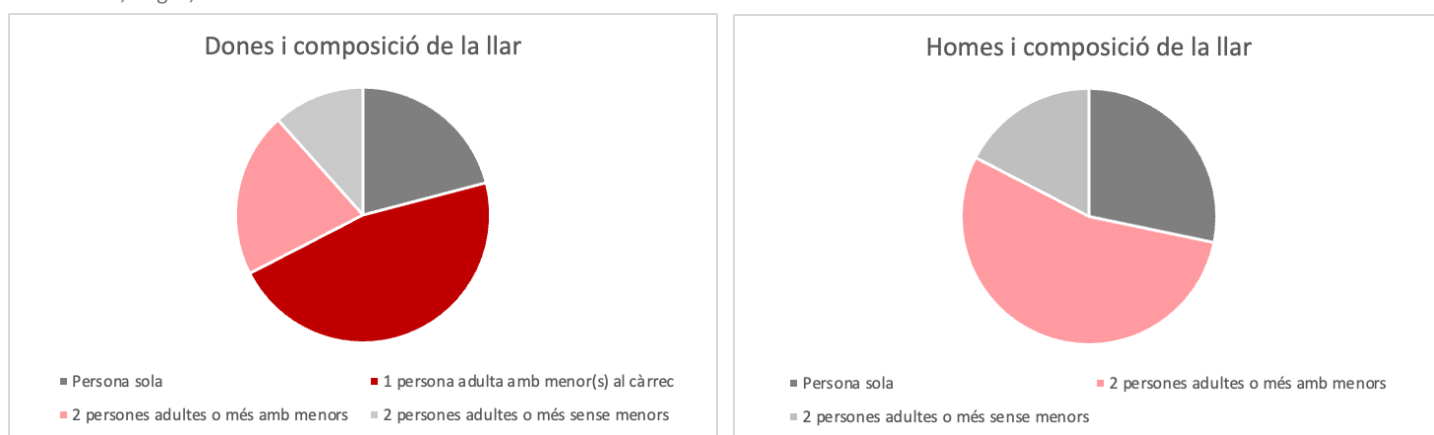 Dones i composició de la llar
Persona sola
1 persona adulta amb menor(s) al càrrec
2 persones adultes o més amb menors
2 persones adultes o més sense menors
Homes i composició de la llar
Persona sola
2 persones adultes o més amb menors
2 persones adultes o més sense menors